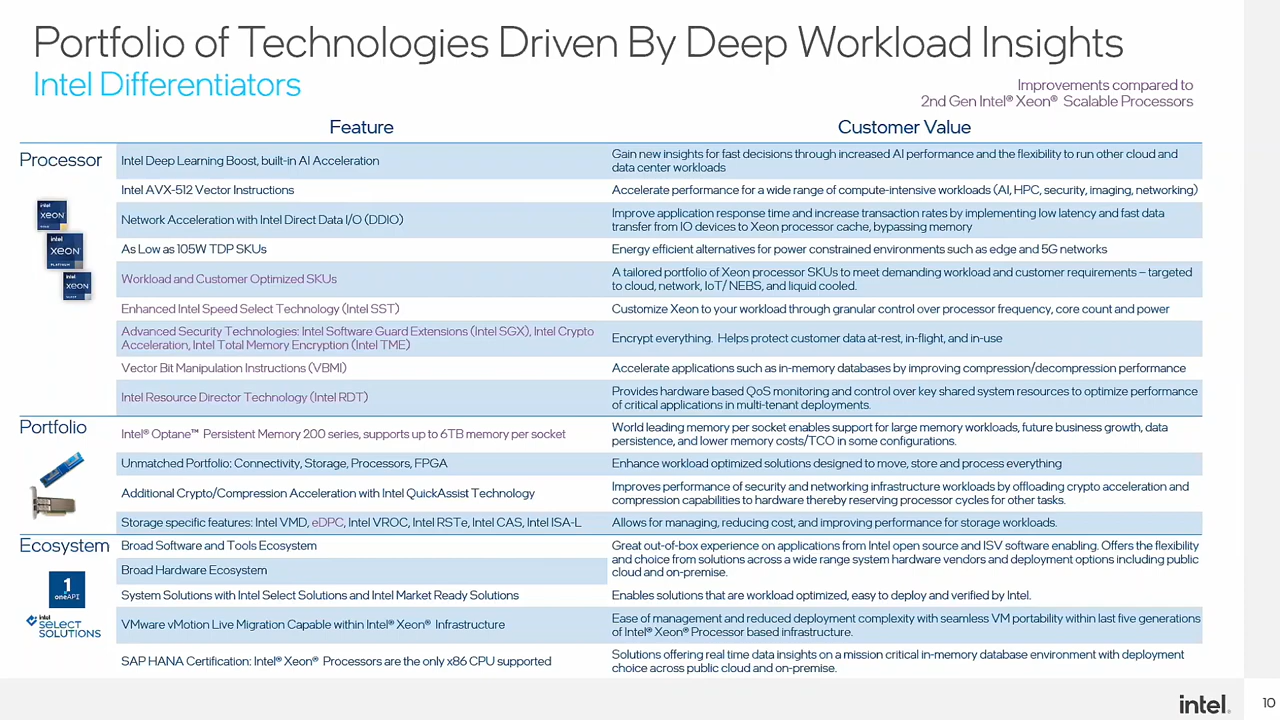 Portfolio of Technologies Driven By Deep Workload Insights
Intel Differentiators
Improvements compared to
2nd Gen Intel® Xeon® Scalable Processors
Feature
Customer Value
Processor
Intel Deep Learning Boost, built-in AI Acceleration
Gain new insights for fast decisions through increased AI performance and the flexibility to run other cloud and
data center workloads
Intel AVX-512 Vector Instructions
Accelerate performance for a wide range of compute-intensive workloads (AI, HPC, security, imaging, networking)
Network Acceleration with Intel Direct Data I/O (DDIO)
Improve application response time and increase transaction rates by implementing low latency and fast data
transfer from IO devices to Xeon processor cache, bypassing memory
As Low as 105W TDP SKUs
Energy efficient alternatives for power constrained environments such as edge and 5G networks
Workload and Customer Optimized SKUs
A tailored portfolio of Xeon processor SKUs to meet demanding workload and customer requirements – targeted
to cloud, network, IoT/ NEBS, and liquid cooled.
Enhanced Intel Speed Select Technology (Intel SST)
Customize Xeon to your workload through granular control over processor frequency, core count and power
Advanced Security Technologies: Intel Software Guard Extensions (Intel SGX), Intel Crypto
Acceleration, Intel Total Memory Encryption (Intel TME)
Encrypt everything. Helps protect customer data at-rest, in-flight, and in-use
Vector Bit Manipulation Instructions (VBMI)
Accelerate applications such as in-memory databases by improving compression/decompression performance
Intel Resource Director Technology (Intel RDT)
Provides hardware based QoS monitoring and control over key shared system resources to optimize performance
of critical applications in multi-tenant deployments.
intel
XEON
intel
XEON
PLATINUM
intel
XEON
Portfolio
Intel® Optane™ Persistent Memory 200 series, supports up to 6TB memory per socket
World leading memory per socket enables support for large memory workloads, future business growth, data
persistence, and lower memory costs/TCO in some configurations.
Unmatched Portfolio: Connectivity, Storage, Processors, FPGA
Enhance workload optimized solutions designed to move, store and process everything
Additional Crypto/Compression Acceleration with Intel QuickAssist Technology
Improves performance of security and networking infrastructure workloads by offloading crypto acceleration and
compression capabilities to hardware thereby reserving processor cycles for other tasks.
Storage specific features: Intel VMD, eDPC, Intel VROC, Intel RSTe, Intel CAS, Intel ISA-L
Allows for managing, reducing cost, and improving performance for storage workloads.
Ecosystem
Broad Software and Tools Ecosystem
Broad Hardware Ecosystem
Great out-of-box experience on applications from Intel open source and ISV software enabling. Offers the flexibility
and choice from solutions across a wide range system hardware vendors and deployment options including public
cloud and on-premise.
System Solutions with Intel Select Solutions and Intel Market Ready Solutions
Enables solutions that are workload optimized, easy to deploy and verified by Intel.
VMware vMotion Live Migration Capable within Intel® Xeon® Infrastructure
Ease of management and reduced deployment complexity with seamless VM portability within last five generations
of Intel® Xeon® Processor based infrastructure.
SAP HANA Certification: Intel® Xeon® Processors are the only x86 CPU supported
Solutions offering real time data insights on a mission critical in-memory database environment with deployment
choice across public cloud and on-premise.
1
oneAPI
intel
SELECT
SOLUTIONS
intel.
10